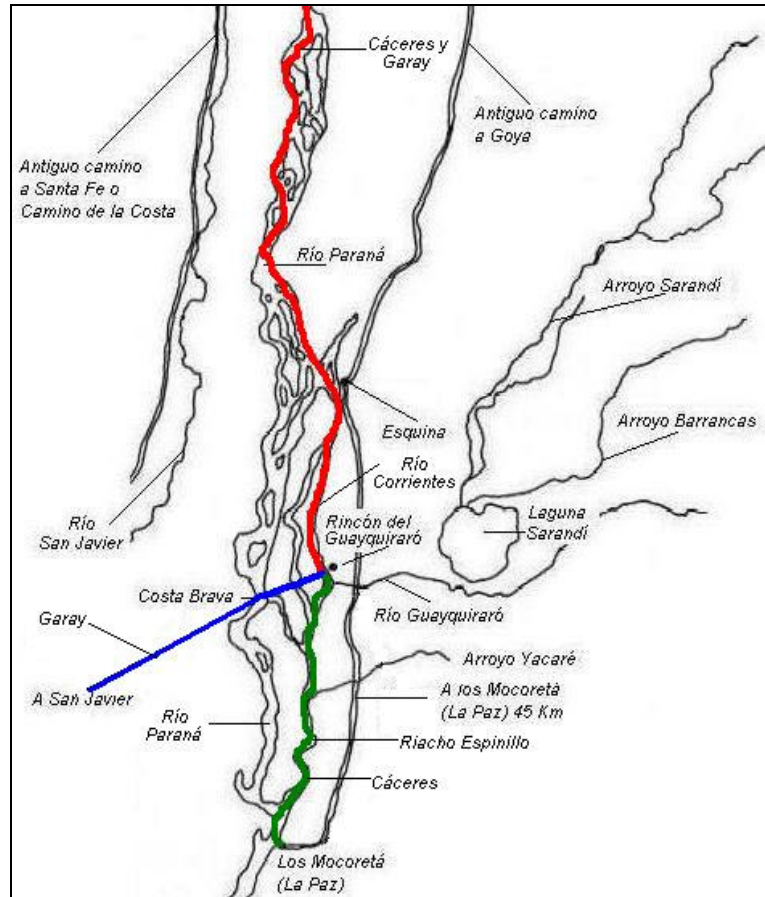 Cáceres y
Garay
Antiguo camino
a Goya
Antiguo camino
a Santa Fe o
Camino de la Costa
Río Paraná
Arroyo Sarandí
Esquina
Arroyo Barrancas
Río
Corrientes
Río
San Javier
Laguna
Sarandí
Rincón del
Guayquiraró
Costa Brava
Río Guayquiraró
Garay
Arroyo Yacaré
A San Javier
A los Mocoretá
(La Paz) 45 Km
Río
Paraná
Riacho Espinillo
Cáceres
Los Mocoretá
(La Paz)